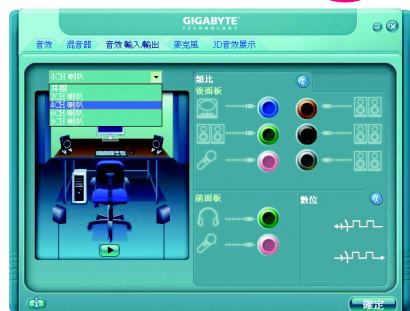 GIGABYTE
TECHNOLOGY
音效 混音器 音效輸入/輸出 麥克風 3D音效展示
4CH 喇叭
耳機
2CH 喇叭
4CH 喇叭
6CH 喇叭
8CH 喇叭
類比
後面板
前面板
數位
確定